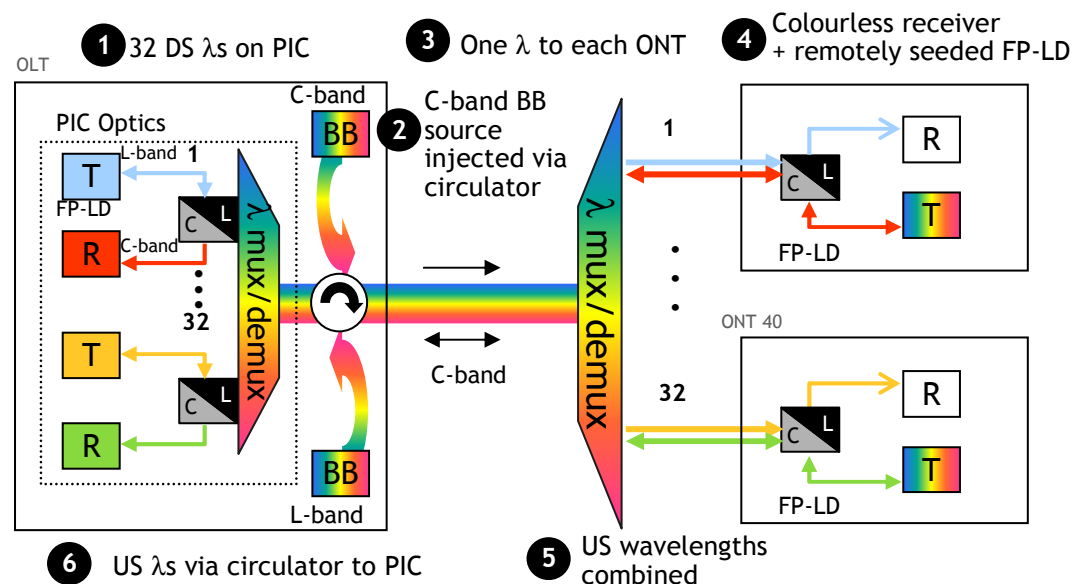 1 32 DS λs on PIC
3 One λ to each ONT
4 Colourless receiver
+ remotely seeded FP-LD
OLT
C-band
BB
2 C-band BB
source
injected via
circulator
PIC Optics
L-band
1
T
FP-LD
C
L
C-band
R
32
T
C
L
R
λ mux/demux
BB
L-band
C-band
λ mux/demux
1
R
C
L
T
FP-LD
ONT 40
32
R
C
L
T
FP-LD
6 US λs via circulator to PIC
5 US wavelengths
combined